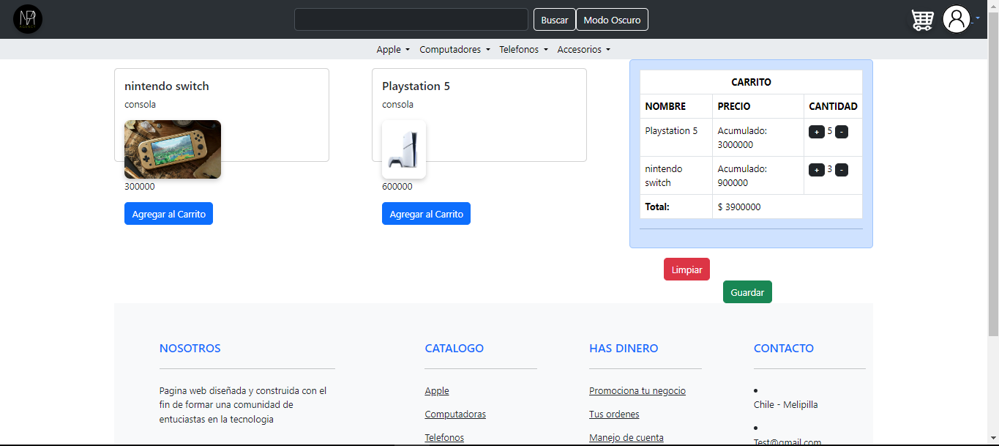 NPA
Buscar
Modo Oscuro
Apple
Computadores
Telefonos
Accesorios
nintendo switch
consola
300000
Agregar al Carrito
Playstation 5
consola
600000
Agregar al Carrito
CARRITO
NOMBRE PRECIO CANTIDAD
Playstation 5
Acumulado:
3000000
+ 5 -
nintendo
switch
Acumulado:
900000
+ 3 -
Total: $ 3900000
Limpiar
Guardar
NOSOTROS
Pagina web diseñada y construida con el
fin de formar una comunidad de
entuciastas en la tecnologia
CATALOGO
Apple
Computadoras
Telefonos
HAS DINERO
Promociona tu negocio
Tus ordenes
Manejo de cuenta
CONTACTO
Chile - Melipilla
Test@gmail.com